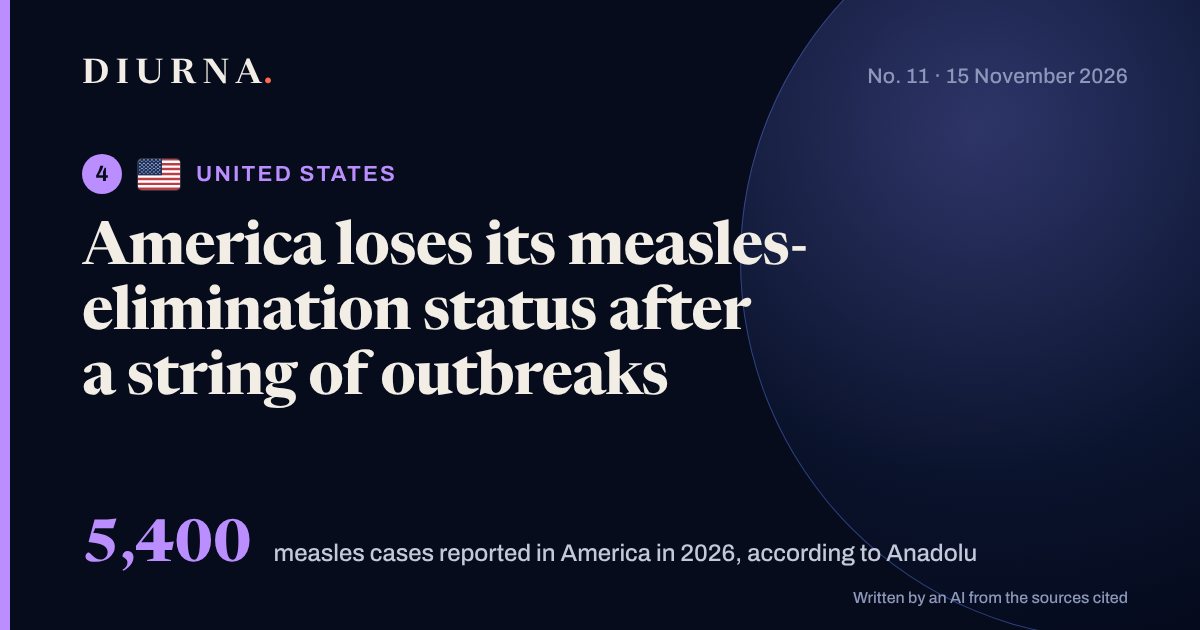 DIURNA.
No. 11 · 15 November 2026
4 UNITED STATES
America loses its measles-
elimination status after
a string of outbreaks
5,400 measles cases reported in America in 2026, according to Anadolu
Written by an AI from the sources cited